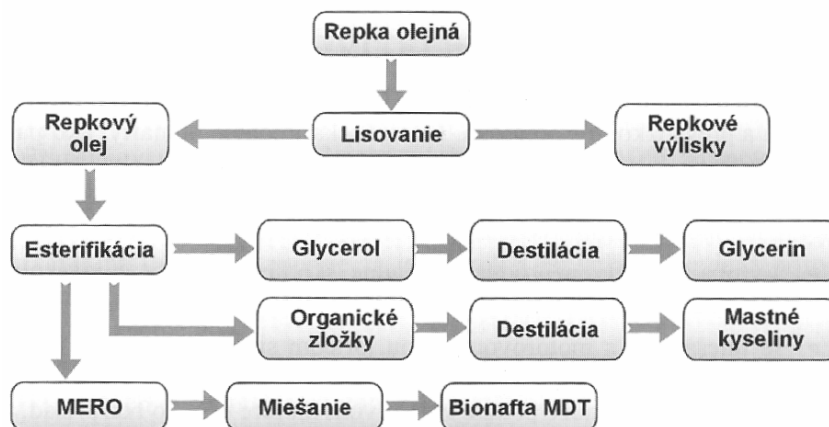 Repka olejná
Repkový
olej
Lisovanie
Repkové
výlisky
Esterifikácia
Glycerol
Destilácia
Glycerin
Organické
zložky
Destilácia
Mastné
kyseliny
MERO
Miešanie
Bionafta MDT